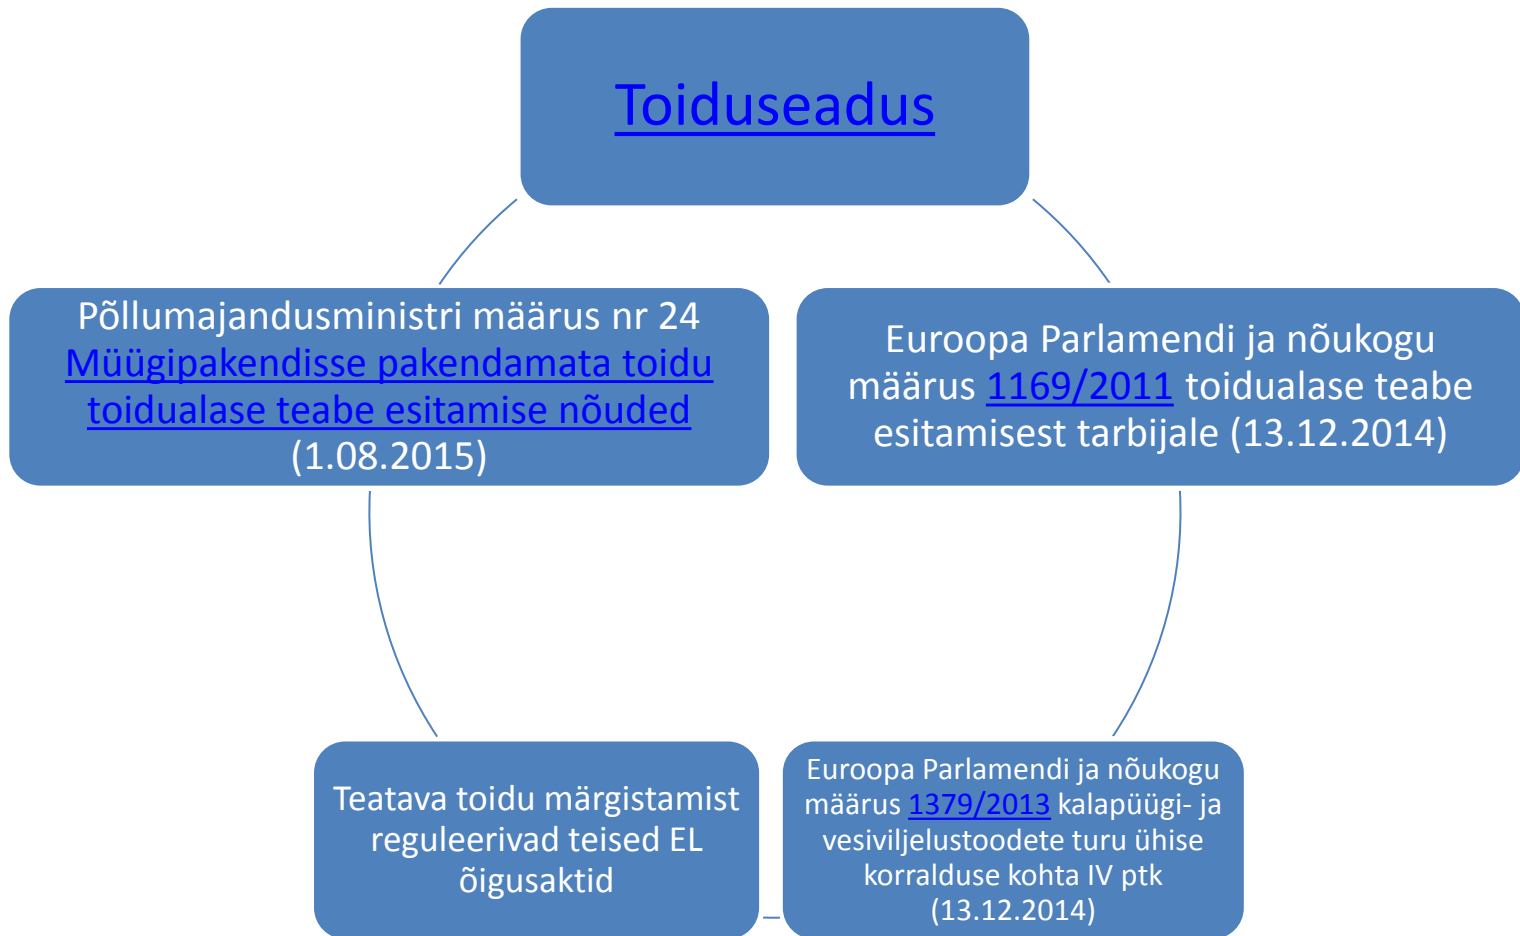 Toiduseadus
Põllumajandusministri määrus nr 24
Müügipakendisse pakendamata toidu
toidualase teabe esitamise nõuded
(1.08.2015)
Euroopa Parlamendi ja nõukogu
määrus 1169/2011 toidualase teabe
esitamisest tarbijale (13.12.2014)
Teatava toidu märgistamist
reguleerivad teised EL
õigusaktid
Euroopa Parlamendi ja nõukogu
määrus 1379/2013 kalapüügi- ja
vesiviljelustoodete turu ühise
korralduse kohta IV ptk
(13.12.2014)